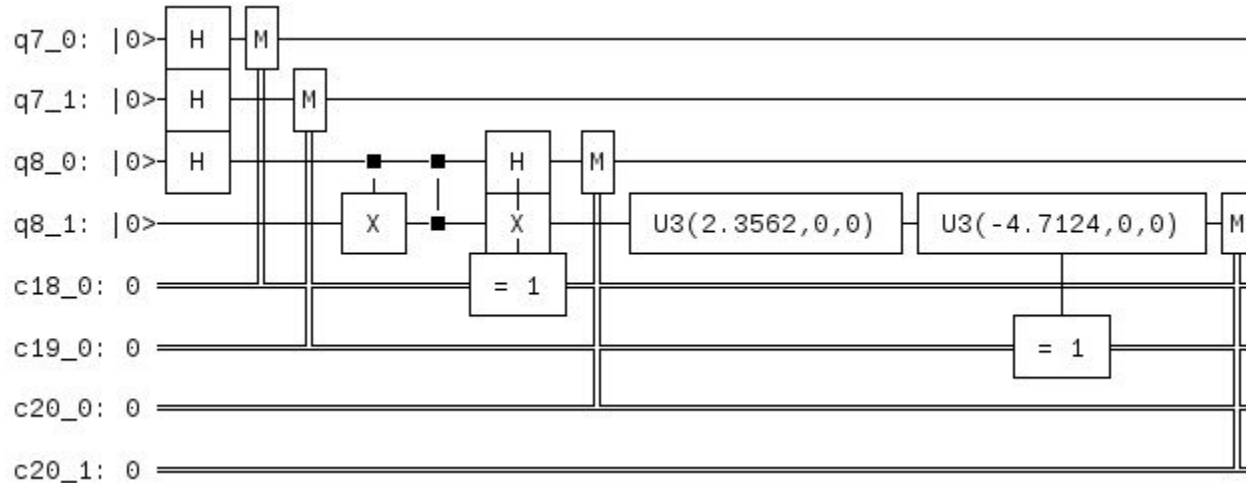 q7_0: |0> H M
q7_1: |0> H M
q8_0: |0> H H M
q8_1: |0> X X U3(2.3562,0,0) U3(-4.7124,0,0) M
c18_0: 0 = 1
c19_0: 0 = 1
c20_0: 0
c20_1: 0